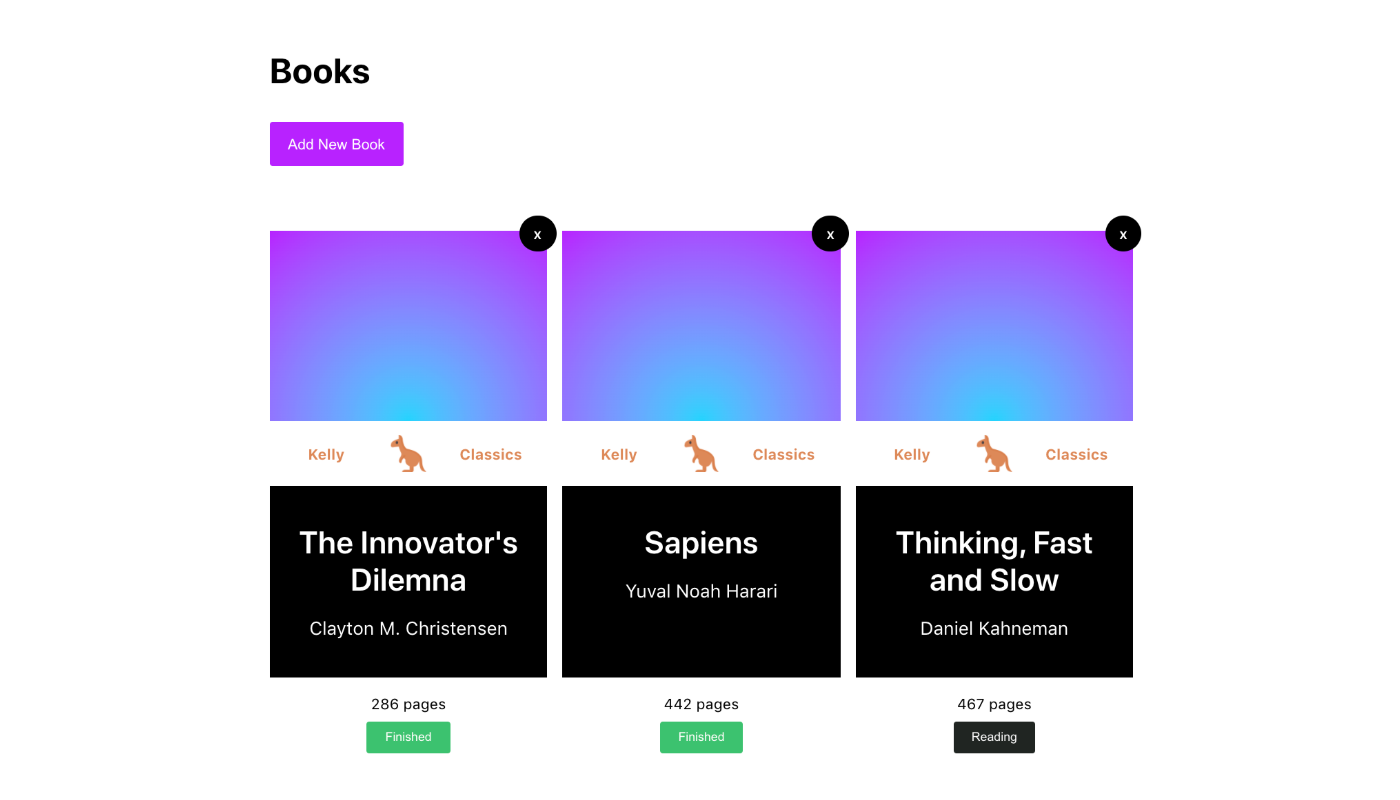 Books
Add New Book
x
x
x
Kelly Classics
Kelly Classics
Kelly Classics
The Innovator's
Dilemna
Clayton M. Christensen
Sapiens
Yuval Noah Harari
Thinking, Fast
and Slow
Daniel Kahneman
286 pages
Finished
442 pages
Finished
467 pages
Reading